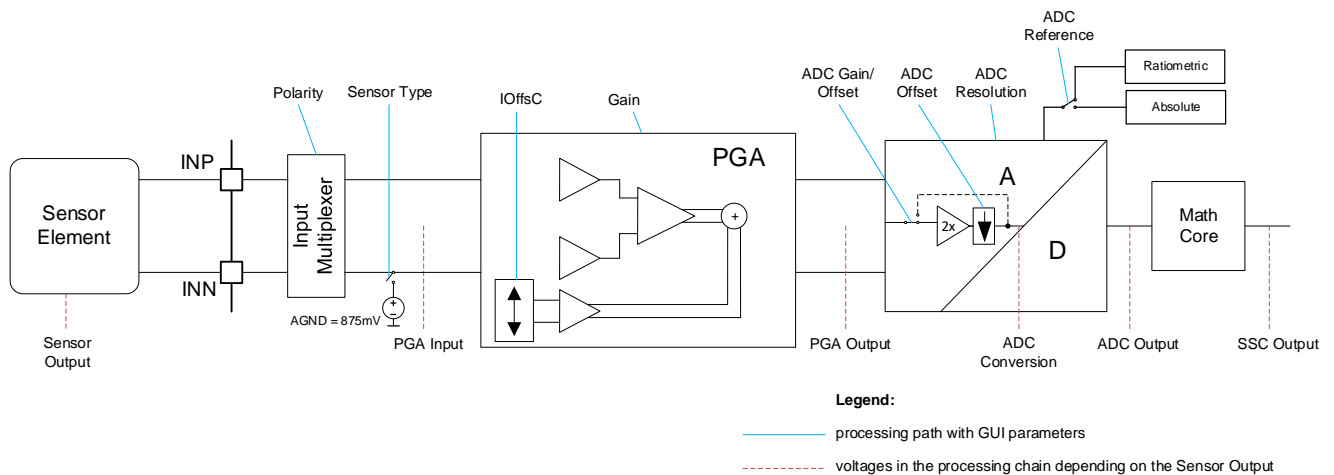 ADC
Reference
Ratiometric
Absolute
ADC Gain/
Offset
ADC
Offset
ADC
Resolution
Polarity
Sensor Type
IOffsC
Gain
INP
PGA
A
Sensor
Element
Input
Multiplexer
+
2x
Math
Core
D
INN
+
-
AGND = 875mV
Sensor
Output
PGA Input
PGA Output
ADC
Conversion
ADC Output
SSC Output
Legend:
processing path with GUI parameters
voltages in the processing chain depending on the Sensor Output